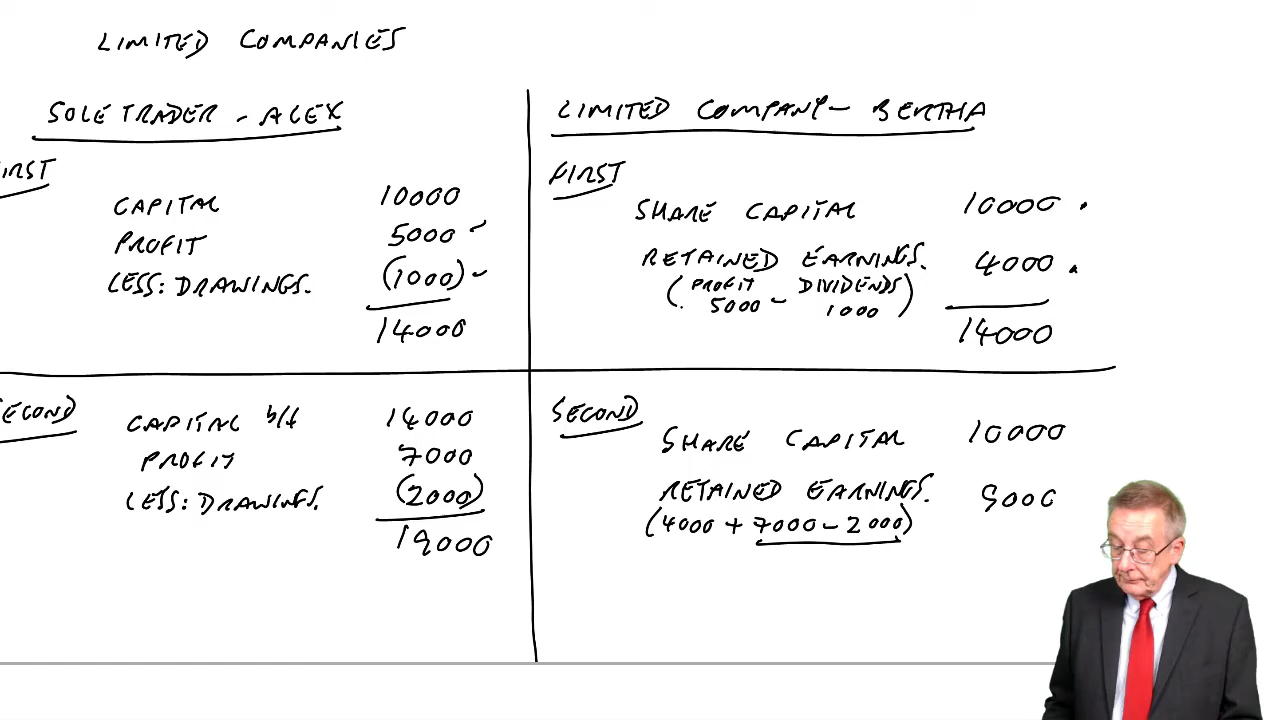 LIMITED COMPANIES
SOLE TRADER - ALEX
IRST
CAPITAL 10000
PROFIT 5000
LESS: DRAWINGS. (1000)
14000
LIMITED COMPANY - BERTHA
FIRST
SHARE CAPITAL 10000
RETAINED EARNINGS. 4000
(PROFIT - DIVIDENDS)
5000 1000
14000
ECOND
CAPITAL b/f 14000
PROFIT 7000
LESS: DRAWINGS. (2000)
19000
SECOND
SHARE CAPITAL 10000
RETAINED EARNINGS. 9000
(4000 + 7000 - 2000)